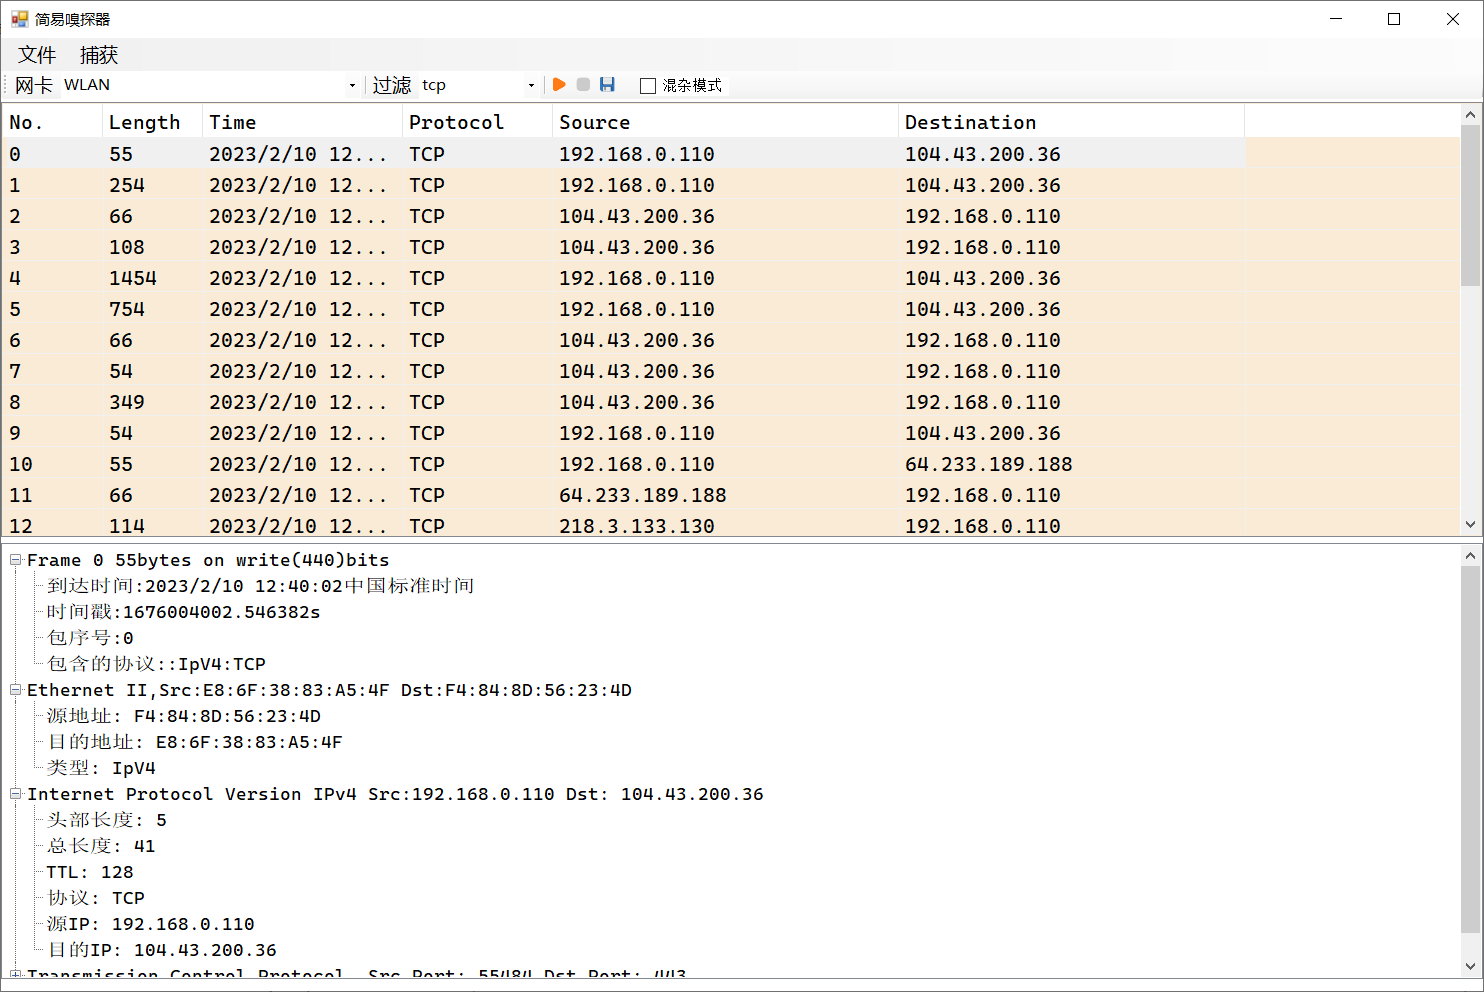 简易嗅探器
文件 捕获
网卡 WLAN 过滤 tcp 混杂模式
No. Length Time Protocol Source Destination
0 55 2023/2/10 12... TCP 192.168.0.110 104.43.200.36
1 254 2023/2/10 12... TCP 192.168.0.110 104.43.200.36
2 66 2023/2/10 12... TCP 104.43.200.36 192.168.0.110
3 108 2023/2/10 12... TCP 104.43.200.36 192.168.0.110
4 1454 2023/2/10 12... TCP 192.168.0.110 104.43.200.36
5 754 2023/2/10 12... TCP 192.168.0.110 104.43.200.36
6 66 2023/2/10 12... TCP 104.43.200.36 192.168.0.110
7 54 2023/2/10 12... TCP 104.43.200.36 192.168.0.110
8 349 2023/2/10 12... TCP 104.43.200.36 192.168.0.110
9 54 2023/2/10 12... TCP 192.168.0.110 104.43.200.36
10 55 2023/2/10 12... TCP 192.168.0.110 64.233.189.188
11 66 2023/2/10 12... TCP 64.233.189.188 192.168.0.110
12 114 2023/2/10 12... TCP 218.3.133.130 192.168.0.110
Frame 0 55bytes on write(440)bits
到达时间:2023/2/10 12:40:02中国标准时间
时间戳:1676004002.546382s
包序号:0
包含的协议::IpV4:TCP
Ethernet II,Src:E8:6F:38:83:A5:4F Dst:F4:84:8D:56:23:4D
源地址: F4:84:8D:56:23:4D
目的地址: E8:6F:38:83:A5:4F
类型: IpV4
Internet Protocol Version IPv4 Src:192.168.0.110 Dst: 104.43.200.36
头部长度: 5
总长度: 41
TTL: 128
协议: TCP
源IP: 192.168.0.110
目的IP: 104.43.200.36
Transmission Control Protocol, Src Port: 55484 Dst Port: 443